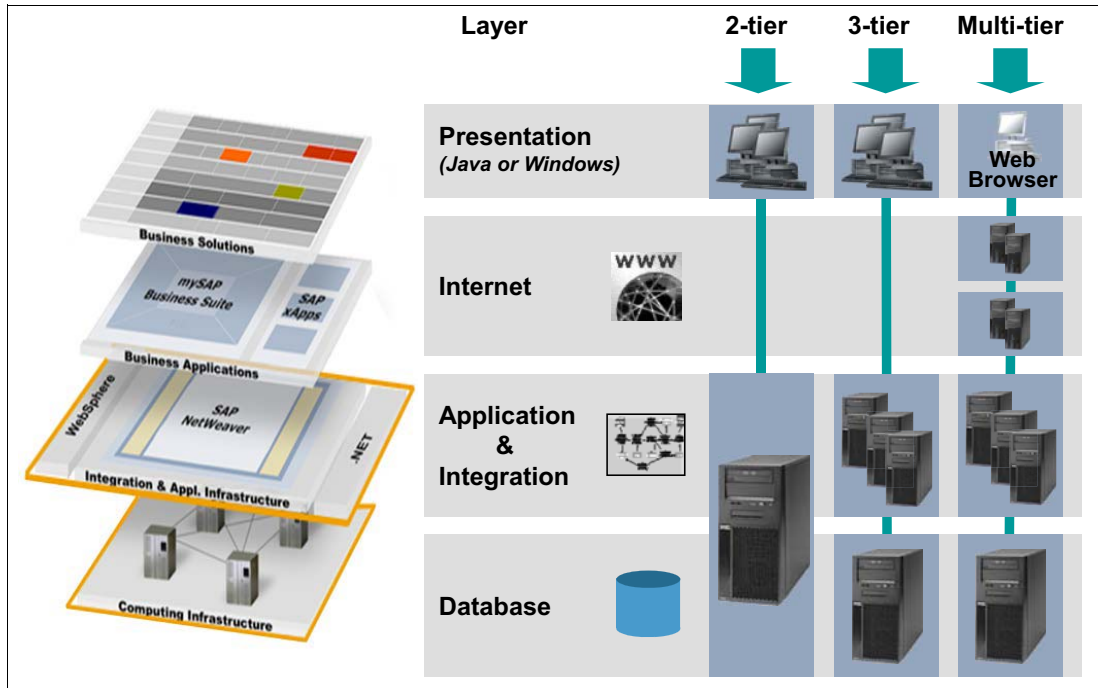 Layer
2-tier
3-tier
Multi-tier
Presentation
(Java or Windows)
Web
Browser
Internet
WWW
Application
&
Integration
Database
Business Solutions
mySAP
Business Suite
SAP
xApps
Business Applications
WebSphere
SAP
NetWeaver
.NET
Integration & Appl. Infrastructure
Computing Infrastructure